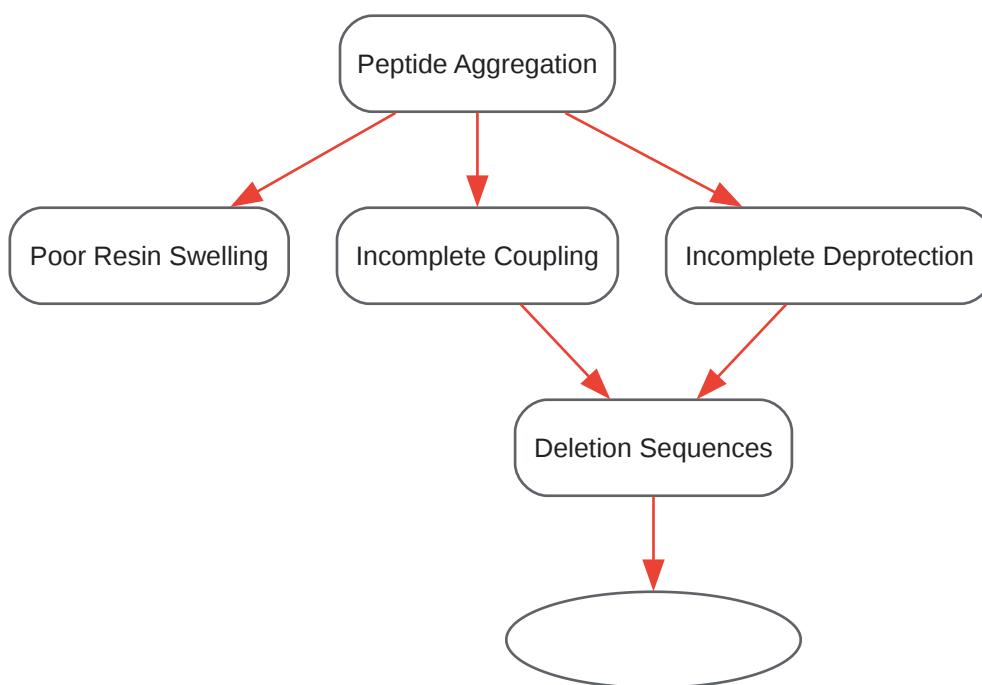 Peptide Aggregation
Poor Resin Swelling
Incomplete Coupling
Incomplete Deprotection
Deletion Sequences